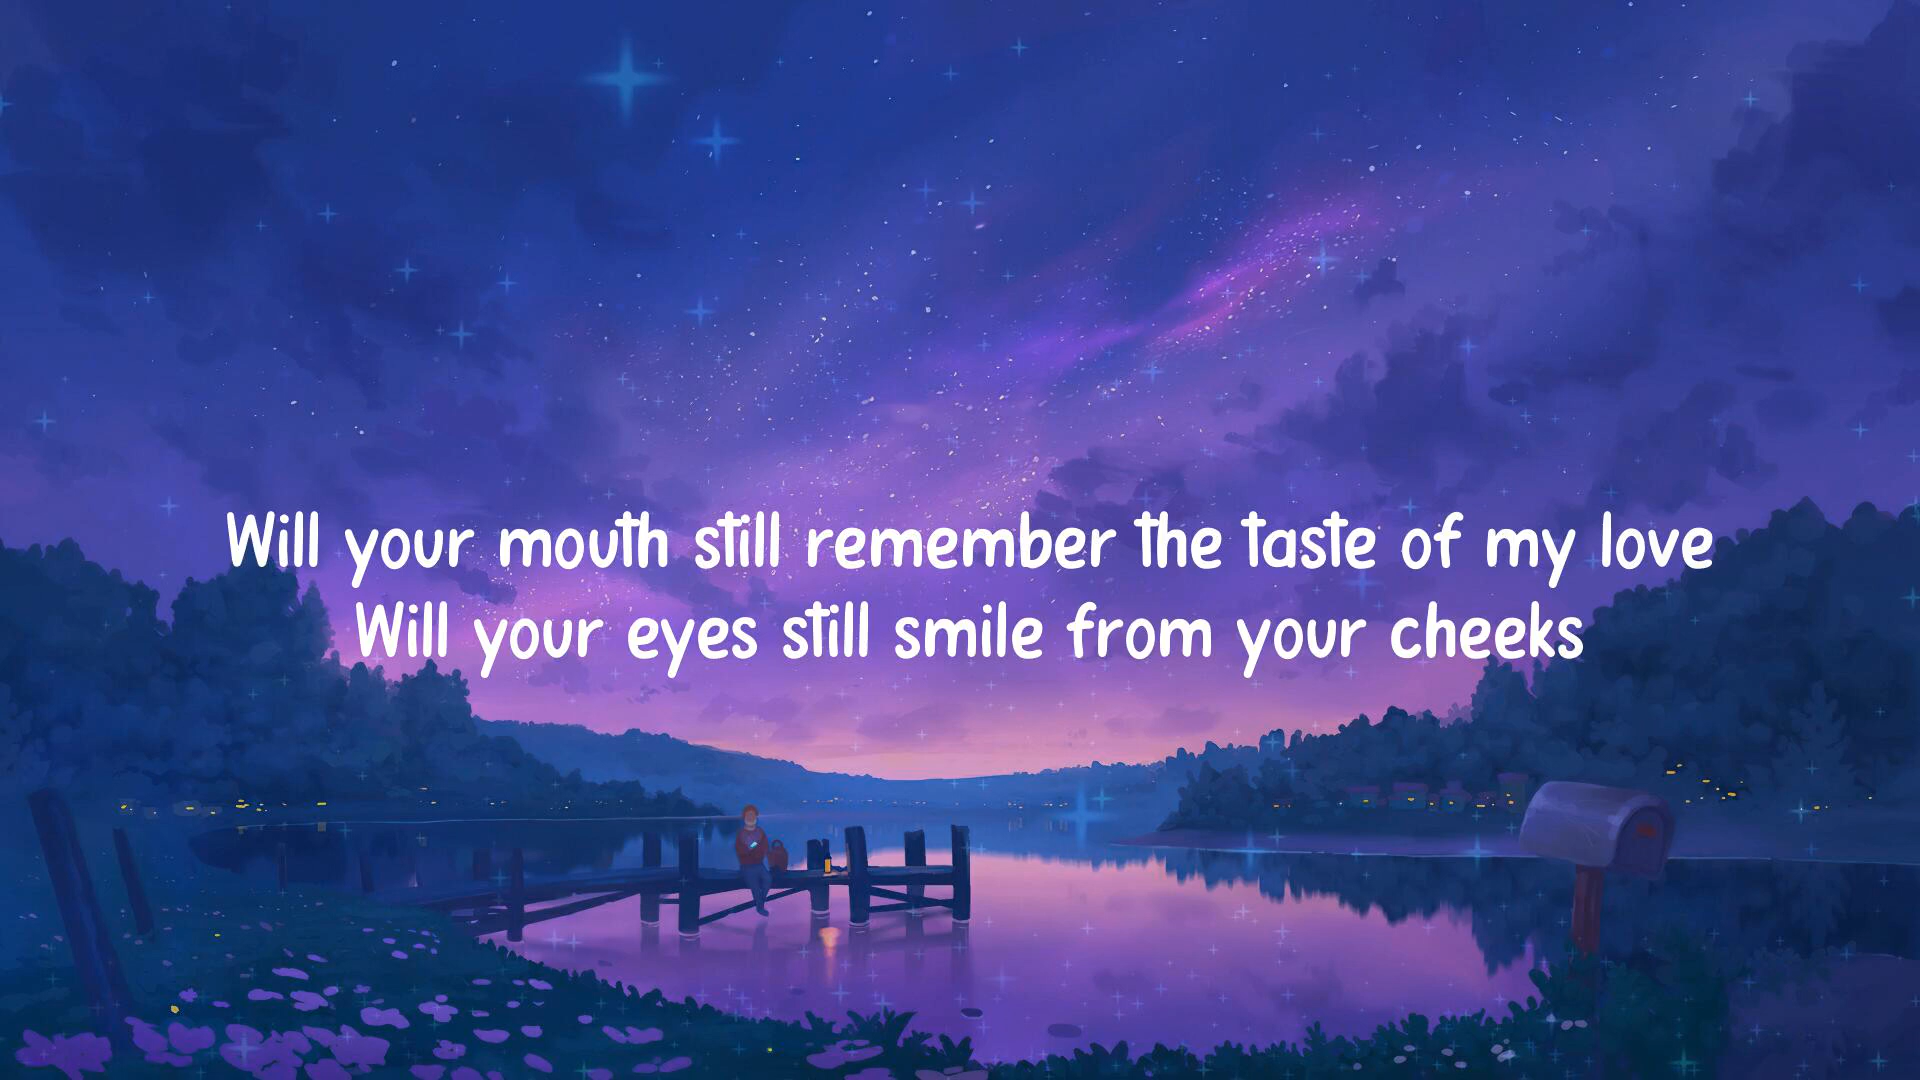 Will your mouth still remember the taste of my love
Will your eyes still smile from your cheeks